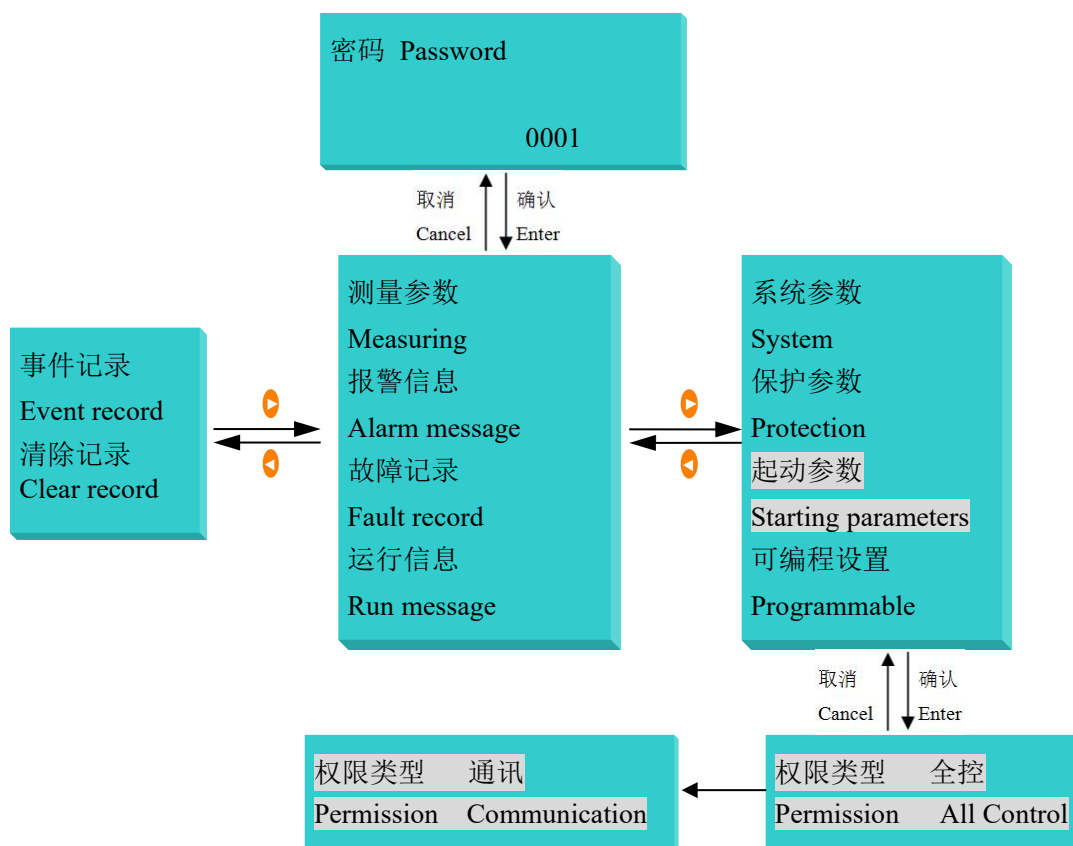 密码 Password
0001
取消
Cancel
确认
Enter
事件记录
Event record
清除记录
Clear record
测量参数
Measuring
报警信息
Alarm message
故障记录
Fault record
运行信息
Run message
系统参数
System
保护参数
Protection
起动参数
Starting parameters
可编程设置
Programmable
取消
Cancel
确认
Enter
权限类型 通讯
Permission Communication
权限类型 全控
Permission All Control